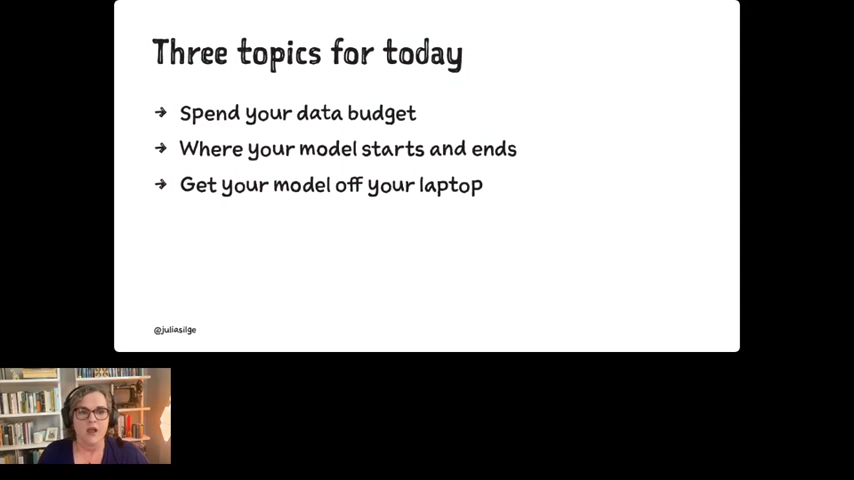 Three topics for today
→ Spend your data budget
→ Where your model starts and ends
→ Get your model off your laptop
@juliasilge